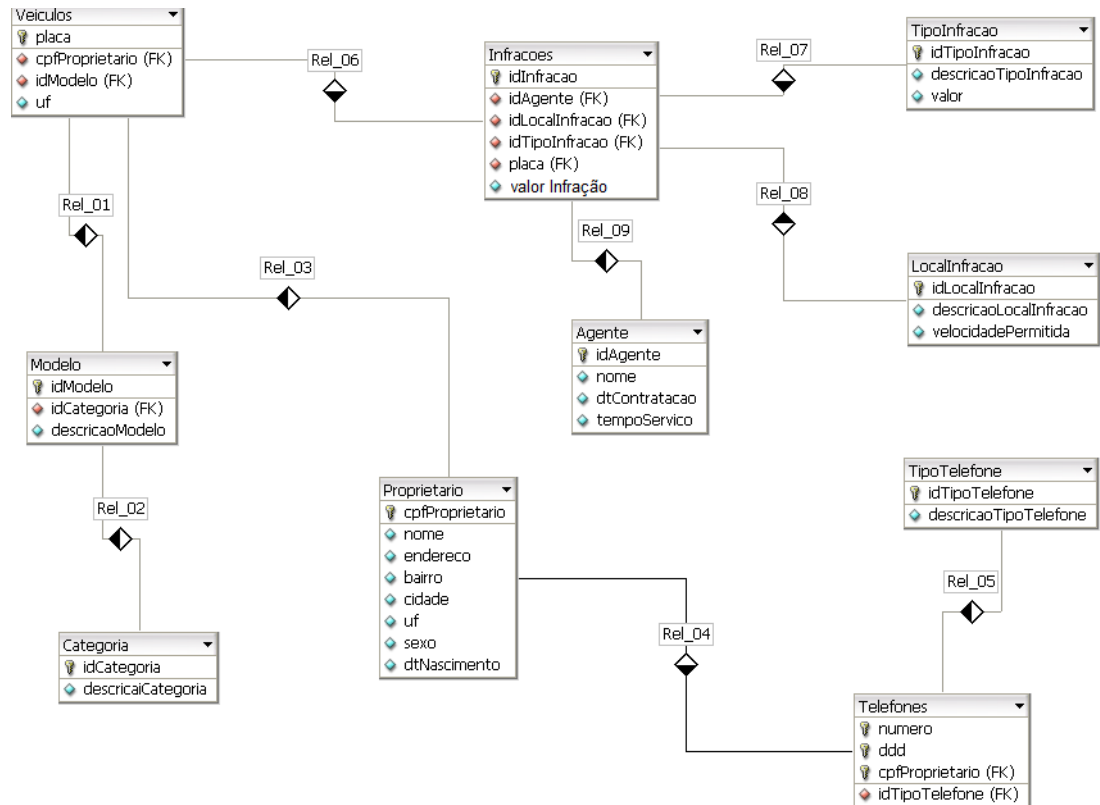 Veiculos
placa
cpfProprietario (FK)
idModelo (FK)
uf
Rel_06
Infracoes
idInfracao
idAgente (FK)
idLocalInfracao (FK)
idTipoInfracao (FK)
placa (FK)
valor Infração
Rel_07
TipoInfracao
idTipoInfracao
descricaoTipoInfracao
valor
Rel_01
Rel_03
Rel_09
Rel_08
LocalInfracao
idLocalInfracao
descricaoLocalInfracao
velocidadePermitida
Modelo
idModelo
idCategoria (FK)
descricaoModelo
Agente
idAgente
nome
dtContratacao
tempoServico
Rel_02
Proprietario
cpfProprietario
nome
endereco
bairro
cidade
uf
sexo
dtNascimento
TipoTelefone
idTipoTelefone
descricaoTipoTelefone
Rel_05
Rel_04
Categoria
idCategoria
descricaiCategoria
Telefones
numero
ddd
cpfProprietario (FK)
idTipoTelefone (FK)